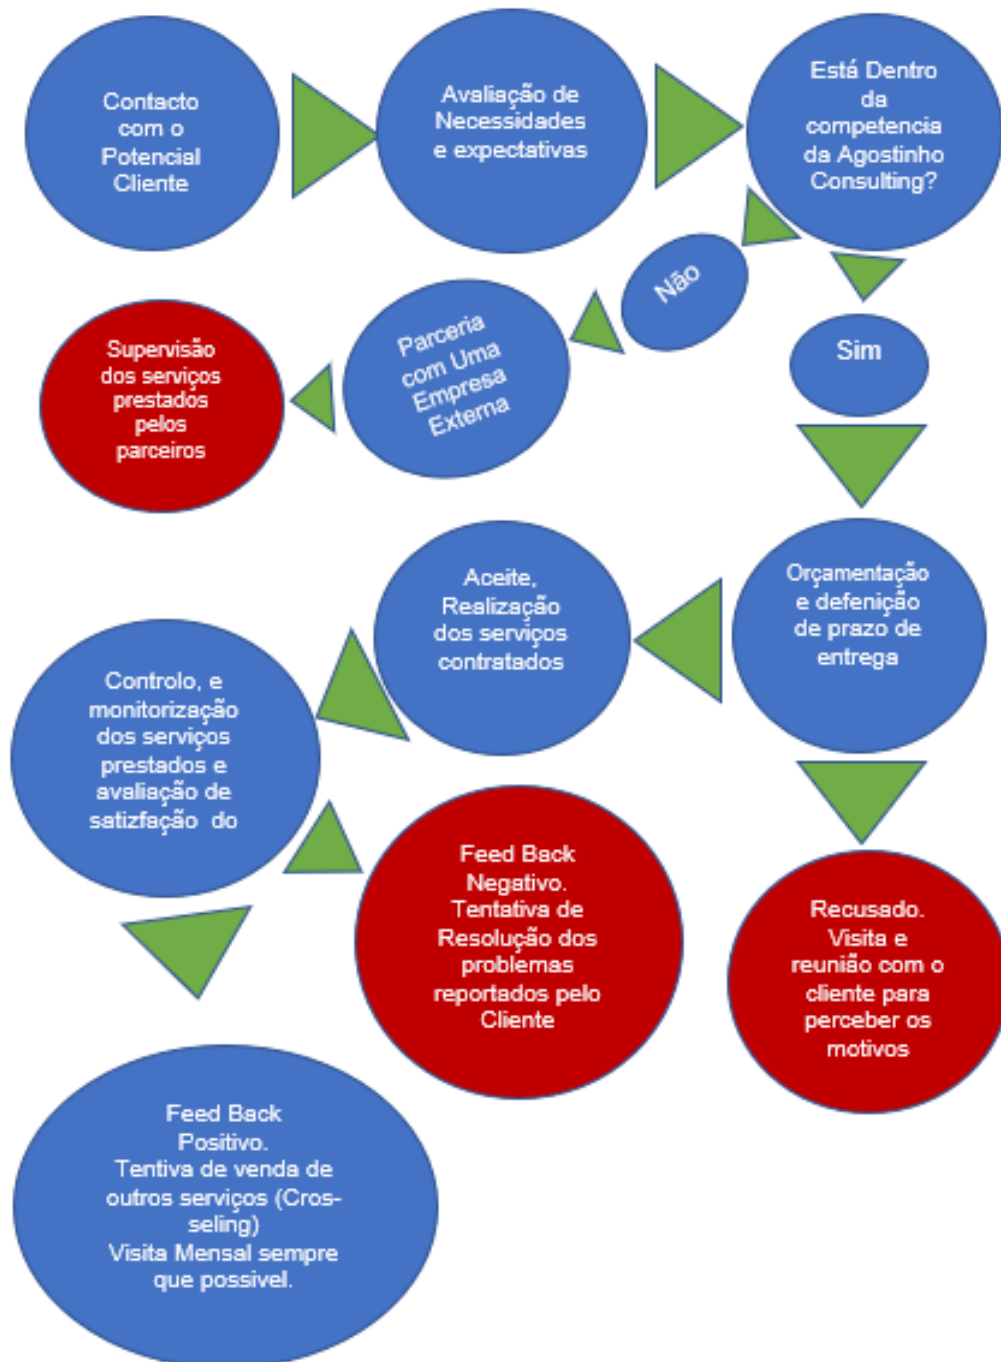 Contacto
com o
Potencial
Cliente
Avaliação de
Necessidades
e expectativas
Está Dentro
da
competencia
da Agostinho
Consulting?
Não
Sim
Parceria
com Uma
Empresa
Externa
Supervisão
dos serviços
prestados
pelos
parceiros
Orçamentação
e defenição
de prazo de
entrega
Aceite,
Realização
dos serviços
contratados
Controlo, e
monitorização
dos serviços
prestados e
avaliação de
satizfação do
Feed Back
Negativo.
Tentativa de
Resolução dos
problemas
reportados pelo
Cliente
Recusado.
Visita e
reunião com o
cliente para
perceber os
motivos
Feed Back
Positivo.
Tentiva de venda de
outros serviços (Cros-
seling)
Visita Mensal sempre
que possivel.